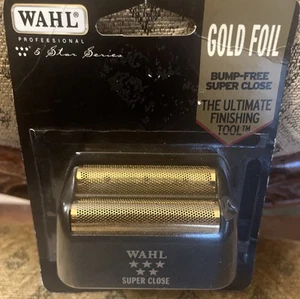 WAHL
PROFESSIONAL
5 Star Series
GOLD FOIL
BUMP-FREE
SUPER CLOSE
THE ULTIMATE
FINISHING
TOOL™
WAHL
SUPER CLOSE